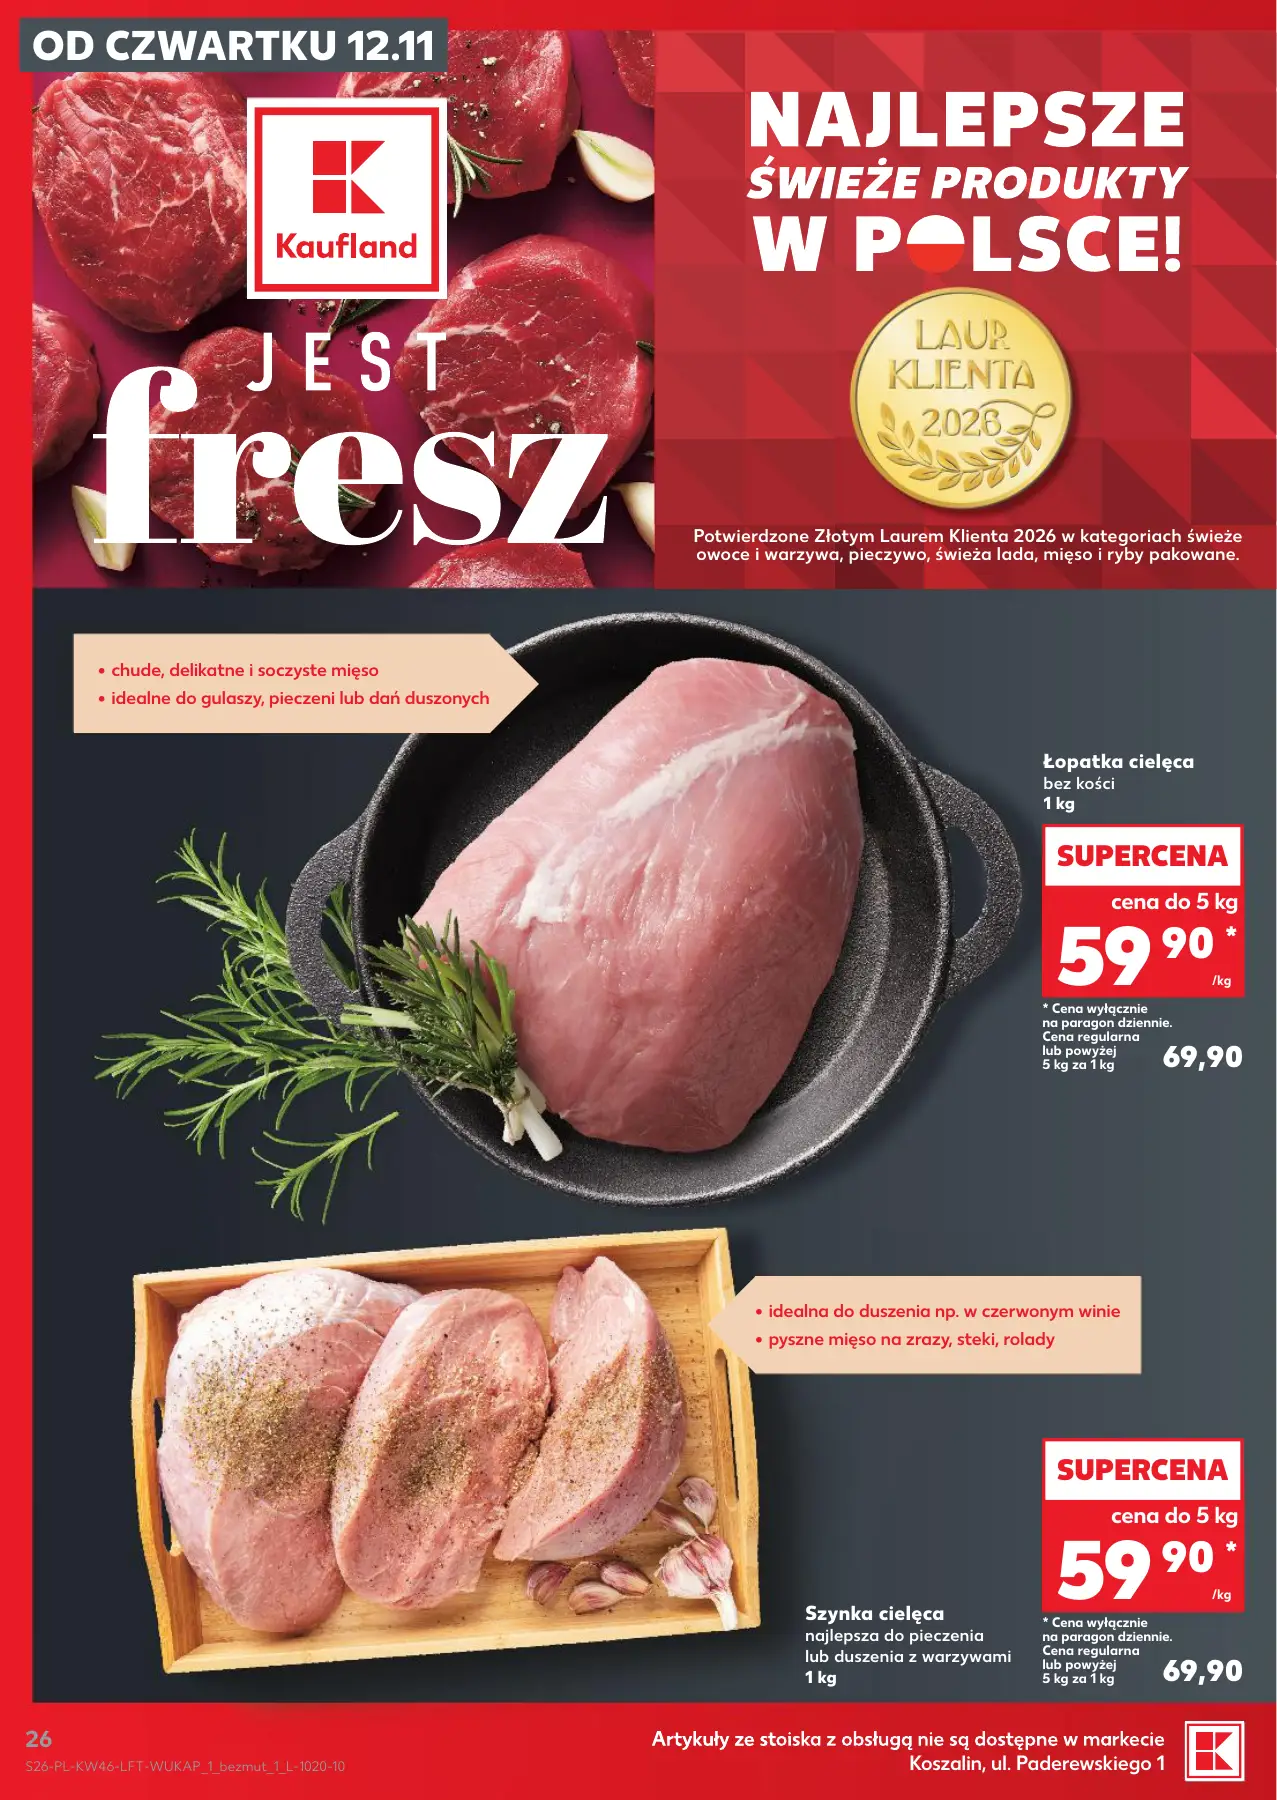 OD CZWARTKU 12.11
Kaufland
JEST
fresz
NAJLEPSZE
ŚWIEŻE PRODUKTY
W POLSCE!
LAUR
KLIENTA
2026
Potwierdzone Złotym Laurem Klienta 2026 w kategoriach świeże
owoce i warzywa, pieczywo, świeża lada, mięso i ryby pakowane.
• chude, delikatne i soczyste mięso
• idealne do gulaszy, pieczeni lub dań duszonych
Łopatka cielęca
bez kości
1 kg
SUPERCENA
cena do 5 kg
59 90 *
/kg
* Cena wyłącznie
na paragon dziennie.
Cena regularna
lub powyżej
5 kg za 1 kg
69,90
• idealna do duszenia np. w czerwonym winie
• pyszne mięso na zrazy, steki, rolady
Szynka cielęca
najlepsza do pieczenia
lub duszenia z warzywami
1 kg
SUPERCENA
cena do 5 kg
59 90 *
/kg
* Cena wyłącznie
na paragon dziennie.
Cena regularna
lub powyżej
5 kg za 1 kg
69,90
26
S26-PL-KW46-LFT-WUKAP_1_bezmut_1_L-1020-10
Artykuły ze stoiska z obsługą nie są dostępne w markecie
Koszalin, ul. Paderewskiego 1